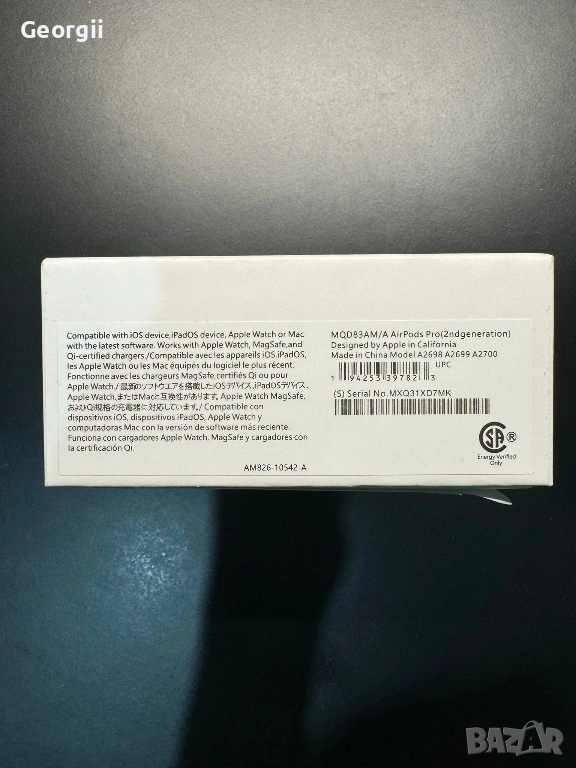 Georgii
Compatible with iOS device,iPadOS device, Apple Watch or Mac
with the latest software. Works with Apple Watch, MagSafe,and
Qi-certified chargers./Compatible avec les appareils iOS.iPadOS,
les Apple Watch ou les Mac équipés du logiciel le plus récent.
Fonctionne avec les chargeurs MagSafe,certifiés Qi ou pour
Apple Watch./最新のソフトウエアを搭載したiOSデバイス,iPadOSデバイス,
Apple Watch,またはMacと互換性があります。Apple Watch MagSafe,
およびQi規格の充電器に対応しています。/ Compatible con
dispositivos iOS, dispositivos iPadOS, Apple Watch y
computadoras Mac con la versión de software más reciente.
Funciona con cargadores Apple Watch, MagSafe y cargadores con
la certificación Qi.
AM826-10542-A
MQD83AM/A AirPods Pro(2ndgeneration)
Designed by Apple in California
Made in China Model A2698 A2699 A2700
UPC
1 94253 39782 3
(S) Serial No.MXQ31XD7MK
SA ®
Energy Verified
Only
BAZAR